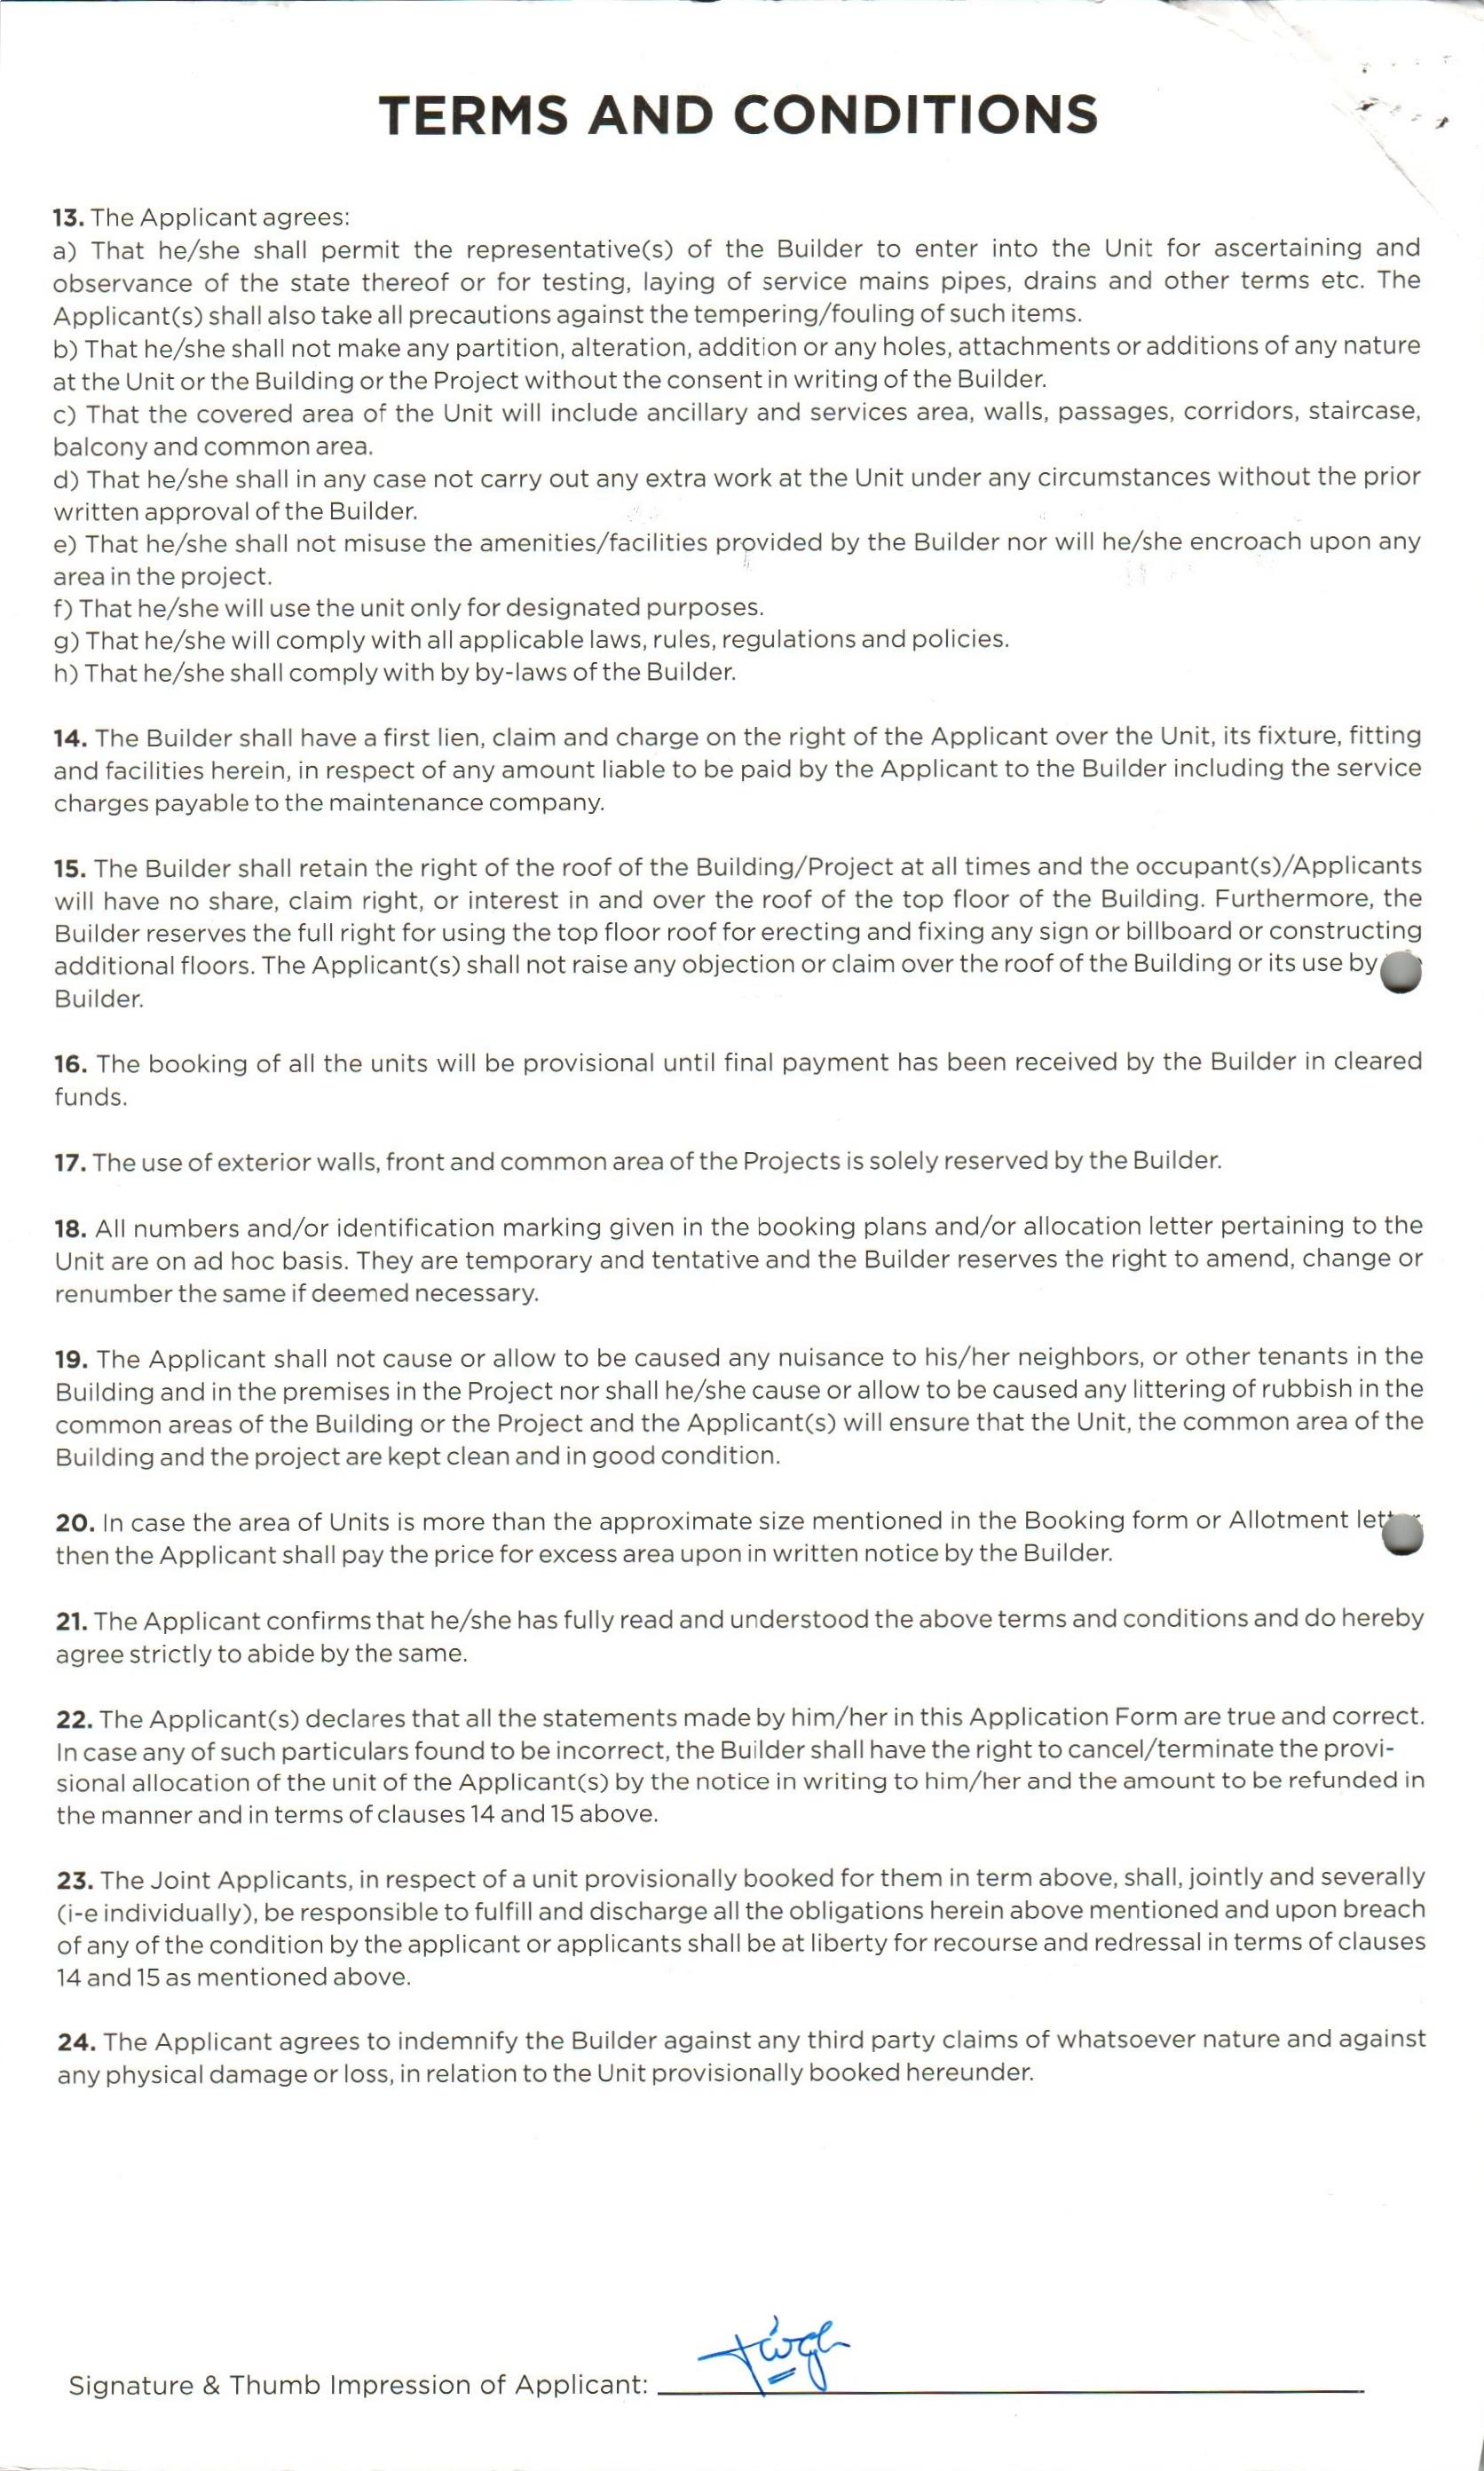 TERMS AND CONDITIONS
13. The Applicant agrees:
a) That he/she shall permit the representative(s) of the Builder to enter into the Unit for ascertaining and
observance of the state thereof or for testing, laying of service mains pipes, drains and other terms etc. The
Applicant(s) shall also take all precautions against the tempering/fouling of such items.
b) That he/she shall not make any partition, alteration, addition or any holes, attachments or additions of any nature
at the Unit or the Building or the Project without the consent in writing of the Builder.
c) That the covered area of the Unit will include ancillary and services area, walls, passages, corridors, staircase,
balcony and common area.
d) That he/she shall in any case not carry out any extra work at the Unit under any circumstances without the prior
written approval of the Builder.
e) That he/she shall not misuse the amenities/facilities provided by the Builder nor will he/she encroach upon any
area in the project.
f) That he/she will use the unit only for designated purposes.
g) That he/she will comply with all applicable laws, rules, regulations and policies.
h) That he/she shall comply with by by-laws of the Builder.
14. The Builder shall have a first lien, claim and charge on the right of the Applicant over the Unit, its fixture, fitting
and facilities herein, in respect of any amount liable to be paid by the Applicant to the Builder including the service
charges payable to the maintenance company.
15. The Builder shall retain the right of the roof of the Building/Project at all times and the occupant(s)/Applicants
will have no share, claim right, or interest in and over the roof of the top floor of the Building. Furthermore, the
Builder reserves the full right for using the top floor roof for erecting and fixing any sign or billboard or constructing
additional floors. The Applicant(s) shall not raise any objection or claim over the roof of the Building or its use by
Builder.
16. The booking of all the units will be provisional until final payment has been received by the Builder in cleared
funds.
17. The use of exterior walls, front and common area of the Projects is solely reserved by the Builder.
18. All numbers and/or identification marking given in the booking plans and/or allocation letter pertaining to the
Unit are on ad hoc basis. They are temporary and tentative and the Builder reserves the right to amend, change or
renumber the same if deemed necessary.
19. The Applicant shall not cause or allow to be caused any nuisance to his/her neighbors, or other tenants in the
Building and in the premises in the Project nor shall he/she cause or allow to be caused any littering of rubbish in the
common areas of the Building or the Project and the Applicant(s) will ensure that the Unit, the common area of the
Building and the project are kept clean and in good condition.
20. In case the area of Units is more than the approximate size mentioned in the Booking form or Allotment
then the Applicant shall pay the price for excess area upon in written notice by the Builder.
21. The Applicant confirms that he/she has fully read and understood the above terms and conditions and do hereby
agree strictly to abide by the same.
22. The Applicant(s) declares that all the statements made by him/her in this Application Form are true and correct.
In case any of such particulars found to be incorrect, the Builder shall have the right to cancel/terminate the provi-
sional allocation of the unit of the Applicant(s) by the notice in writing to him/her and the amount to be refunded in
the manner and in terms of clauses 14 and 15 above.
23. The Joint Applicants, in respect of a unit provisionally booked for them in term above, shall, jointly and severally
(i-e individually), be responsible to fulfill and discharge all the obligations herein above mentioned and upon breach
of any of the condition by the applicant or applicants shall be at liberty for recourse and redressal in terms of clauses
14 and 15 as mentioned above.
24. The Applicant agrees to indemnify the Builder against any third party claims of whatsoever nature and against
any physical damage or loss, in relation to the Unit provisionally booked hereunder.
Signature & Thumb Impression of Applicant: